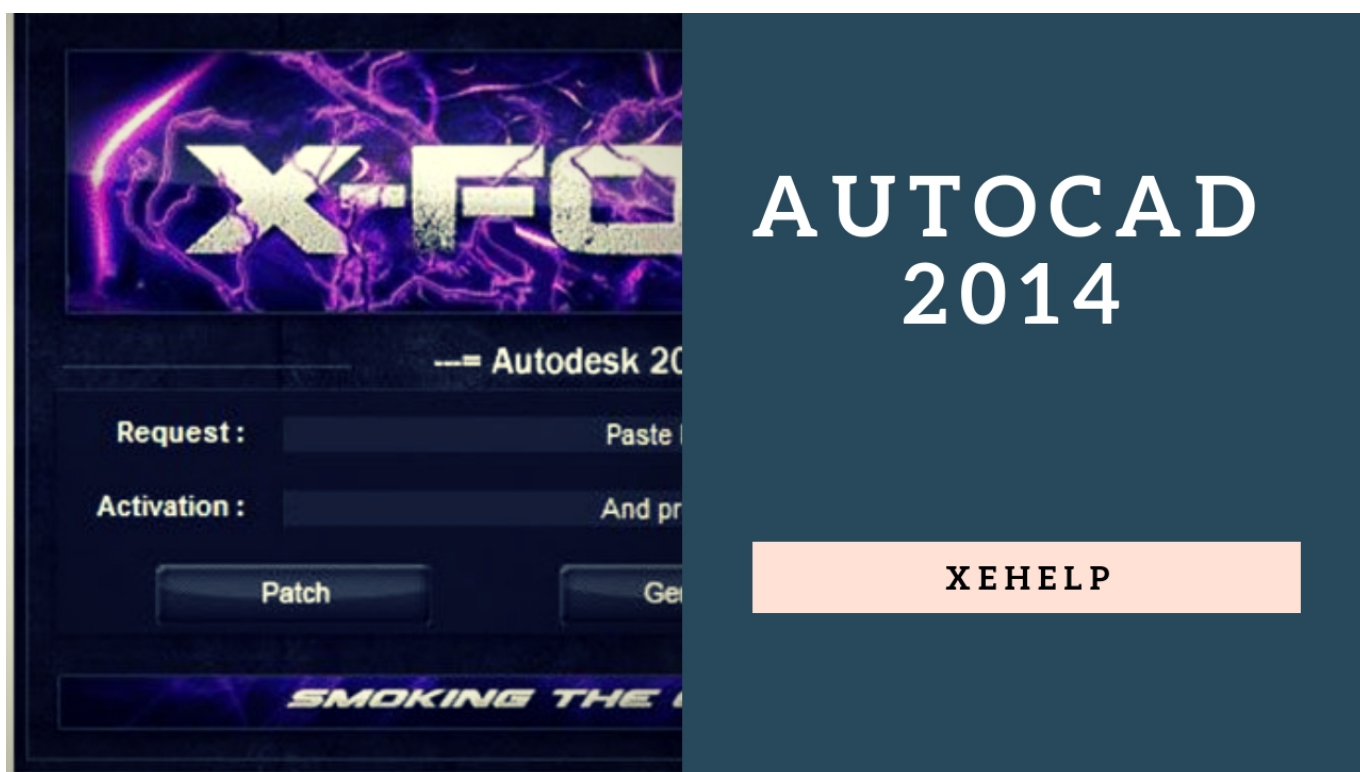 X-FO
---= Autodesk 20
Request :
Paste
Activation :
And pr
Patch
Ge
SMOKING THE
AUTOCAD
2014
XEHELP